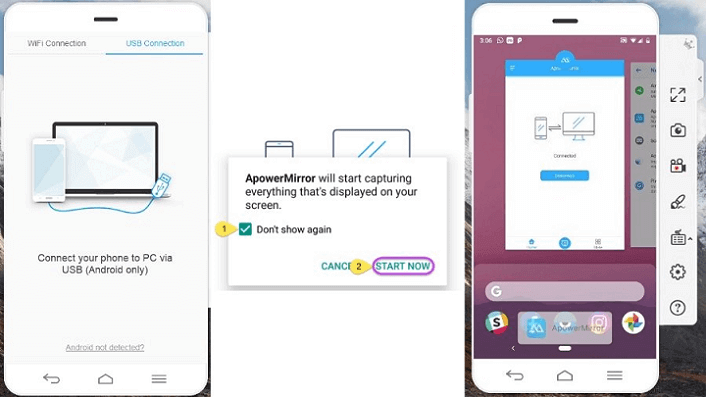 WiFi Connection
USB Connection
Connect your phone to PC via
USB (Android only)
Android not detected?
ApowerMirror will start capturing
everything that's displayed on your
screen.
1
Don't show again
2
START NOW
3:06
Connected
ApowerMirror